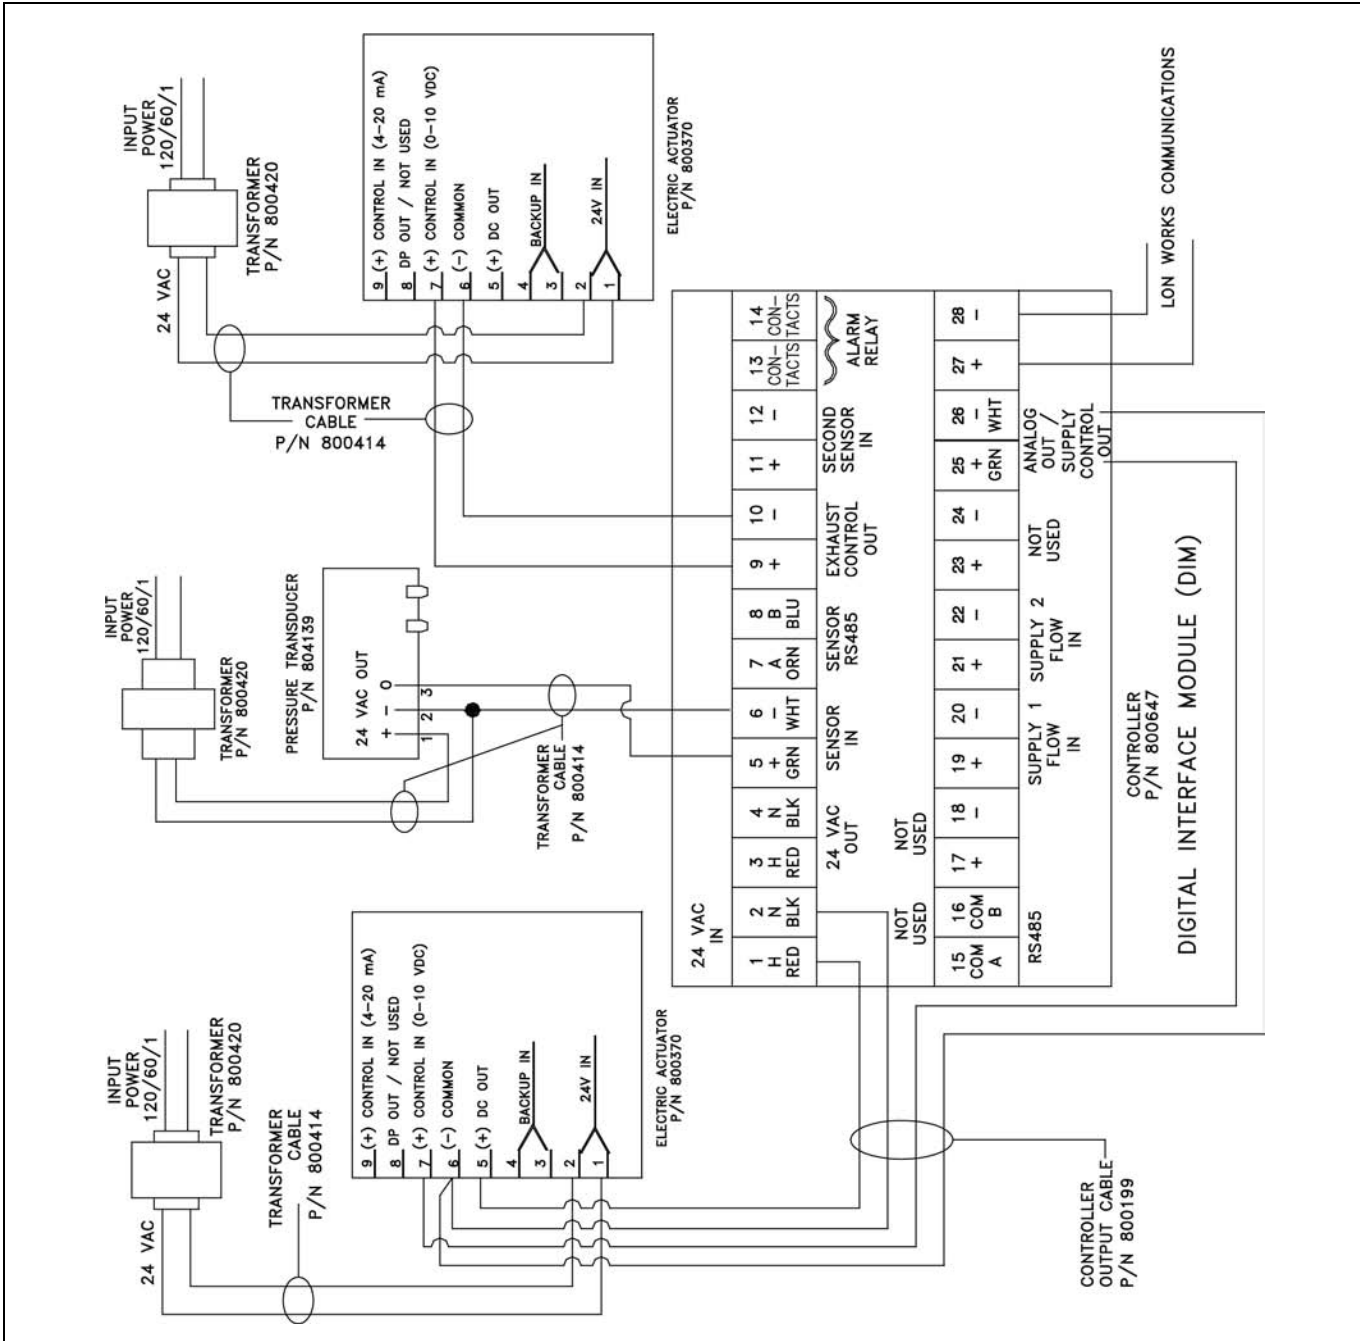 INPUT
POWER
120/60/1
TRANSFORMER
P/N 800420
24 VAC
TRANSFORMER
CABLE
P/N 800414
9 (+) CONTROL IN (4-20 mA)
8 DP OUT / NOT USED
7 (+) CONTROL IN (0-10 VDC)
6 (-) COMMON
5 (+) DC OUT
4
BACKUP IN
3
2
24V IN
1
ELECTRIC ACTUATOR
P/N 800370
INPUT
POWER
120/60/1
TRANSFORMER
P/N 800420
PRESSURE TRANSDUCER
P/N 804139
24 VAC OUT
+ - O
1 2 3
TRANSFORMER
CABLE
P/N 800414
INPUT
POWER
120/60/1
TRANSFORMER
P/N 800420
24 VAC
TRANSFORMER
CABLE
P/N 800414
9 (+) CONTROL IN (4-20 mA)
8 DP OUT / NOT USED
7 (+) CONTROL IN (0-10 VDC)
6 (-) COMMON
5 (+) DC OUT
4
BACKUP IN
3
2
24V IN
1
ELECTRIC ACTUATOR
P/N 800370
24 VAC
IN
1 2 3 4 5 6 7 8 9 10 11 12 13 14
H N H N + - A B + - + - CON- CON-
RED BLK RED BLK GRN WHT ORN BLU TACTS TACTS
24 VAC
OUT
SENSOR
IN
SENSOR
RS485
EXHAUST
CONTROL
OUT
SECOND
SENSOR
IN
ALARM
RELAY
NOT
USED
NOT
USED
15 16 17 18 19 20 21 22 23 24 25 26 27 28
COM COM + - + - + - + - + - + -
A B GRN WHT
RS485
SUPPLY 1
FLOW
IN
SUPPLY 2
FLOW
IN
NOT
USED
ANALOG
OUT /
SUPPLY
CONTROL
OUT
LON WORKS COMMUNICATIONS
CONTROLLER
P/N 800647
DIGITAL INTERFACE MODULE (DIM)
CONTROLLER
OUTPUT CABLE
P/N 800199